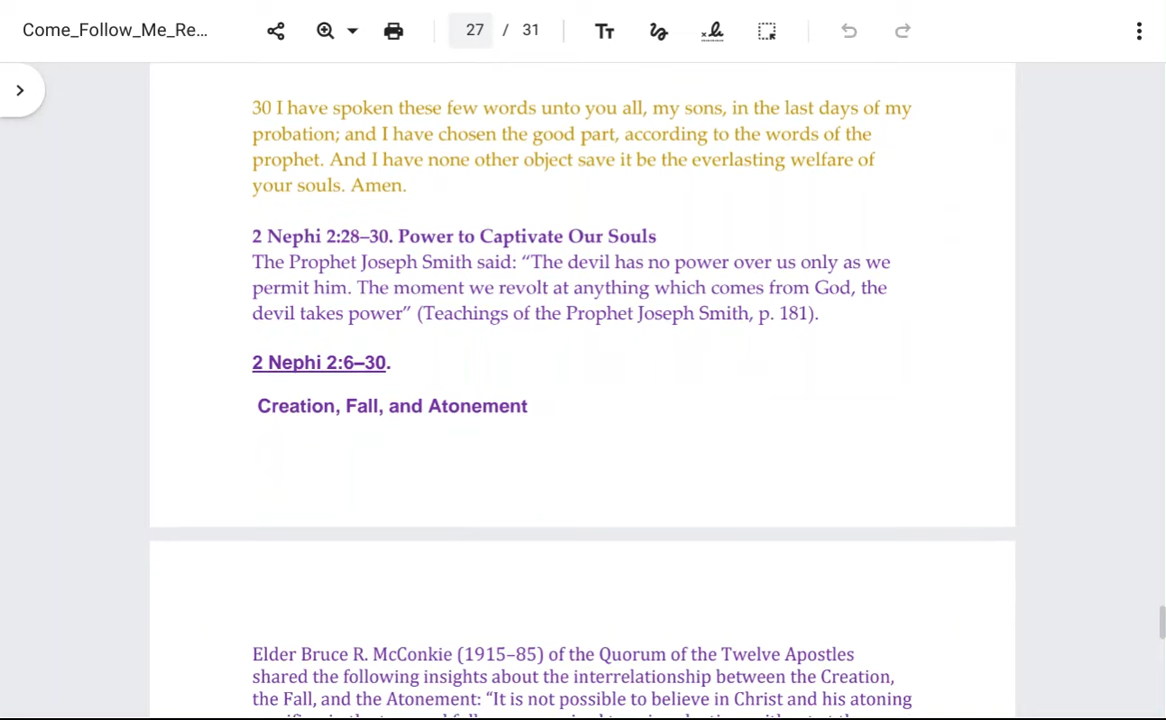 Come_Follow_Me_Re...
27 / 31
30 I have spoken these few words unto you all, my sons, in the last days of my
probation; and I have chosen the good part, according to the words of the
prophet. And I have none other object save it be the everlasting welfare of
your souls. Amen.
2 Nephi 2:28–30. Power to Captivate Our Souls
The Prophet Joseph Smith said: “The devil has no power over us only as we
permit him. The moment we revolt at anything which comes from God, the
devil takes power” (Teachings of the Prophet Joseph Smith, p. 181).
2 Nephi 2:6–30.
Creation, Fall, and Atonement
Elder Bruce R. McConkie (1915–85) of the Quorum of the Twelve Apostles
shared the following insights about the interrelationship between the Creation,
the Fall, and the Atonement: “It is not possible to believe in Christ and his atoning